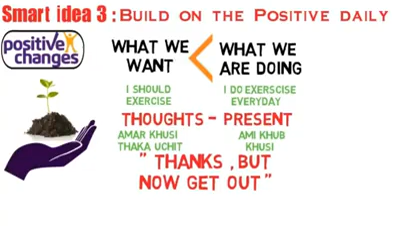 Smart idea 3 : Build on the Positive daily
positive changes
WHAT WE WANT
WHAT WE ARE DOING
I SHOULD EXERCISE
I DO EXERSCISE EVERYDAY
THOUGHTS - PRESENT
AMAR KHUSI THAKA UCHIT
AMI KHUB KHUSI
" THANKS , BUT
NOW GET OUT "